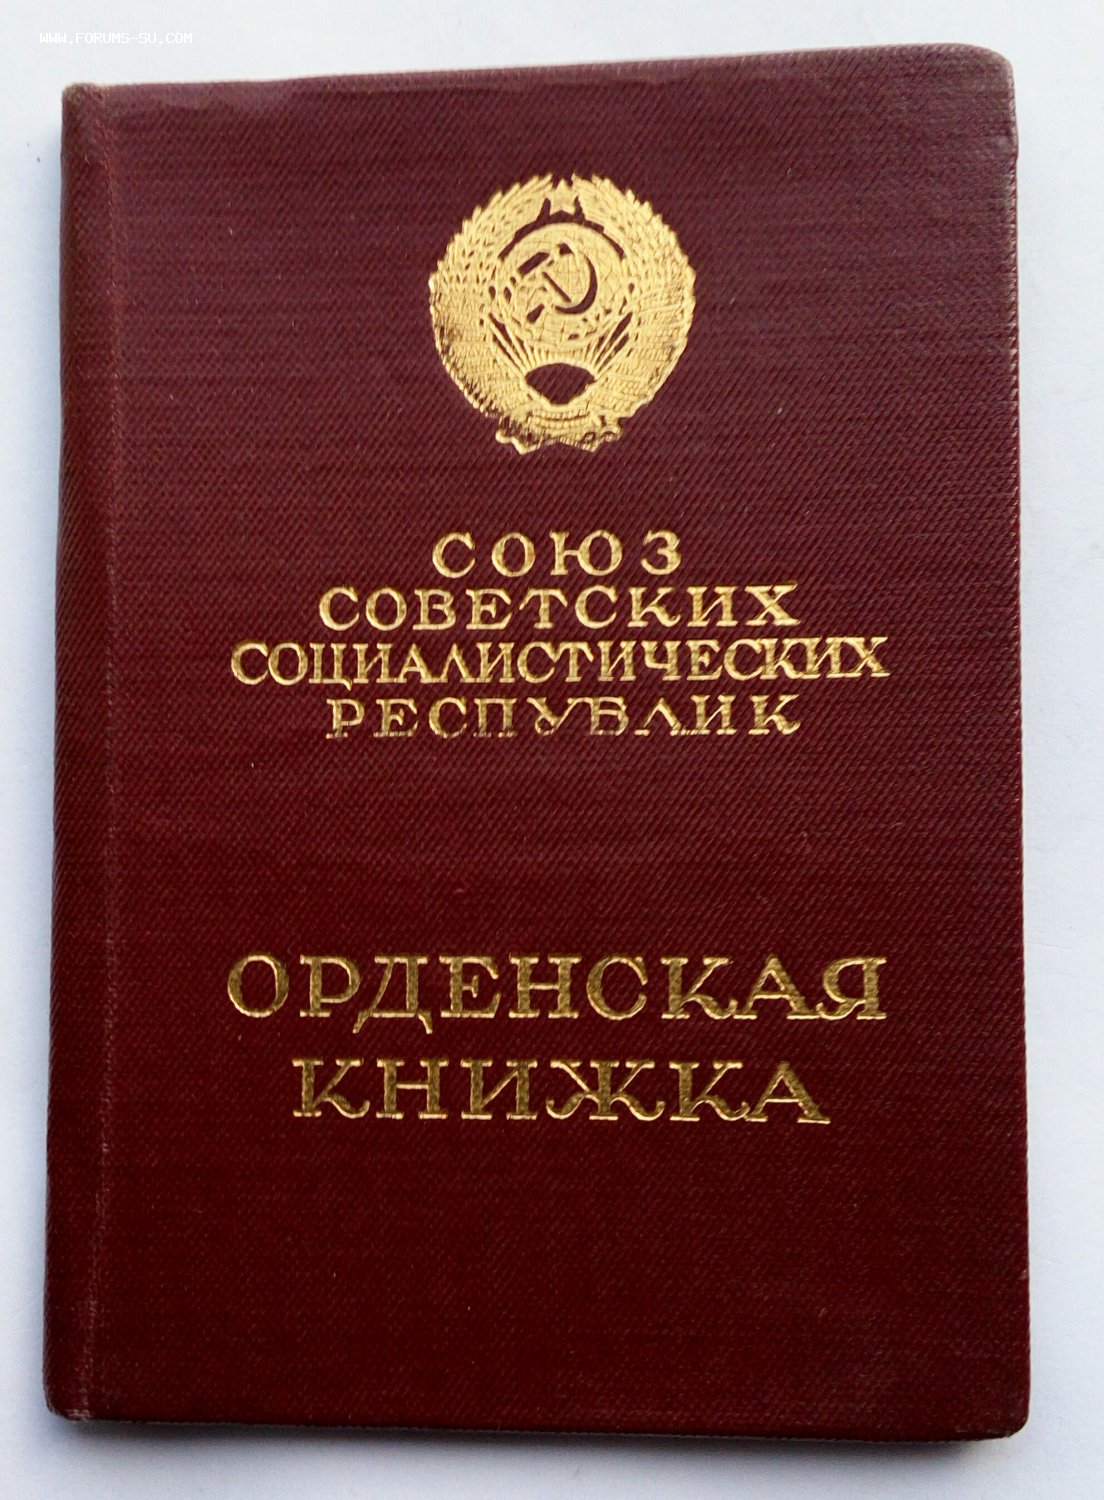 WWW.FORUMS-SU.COM
СОЮЗ
СОВЕТСКИХ
СОЦИАЛИСТИЧЕСКИХ
РЕСПУБЛИК
ОРДЕНСКАЯ
КНИЖКА